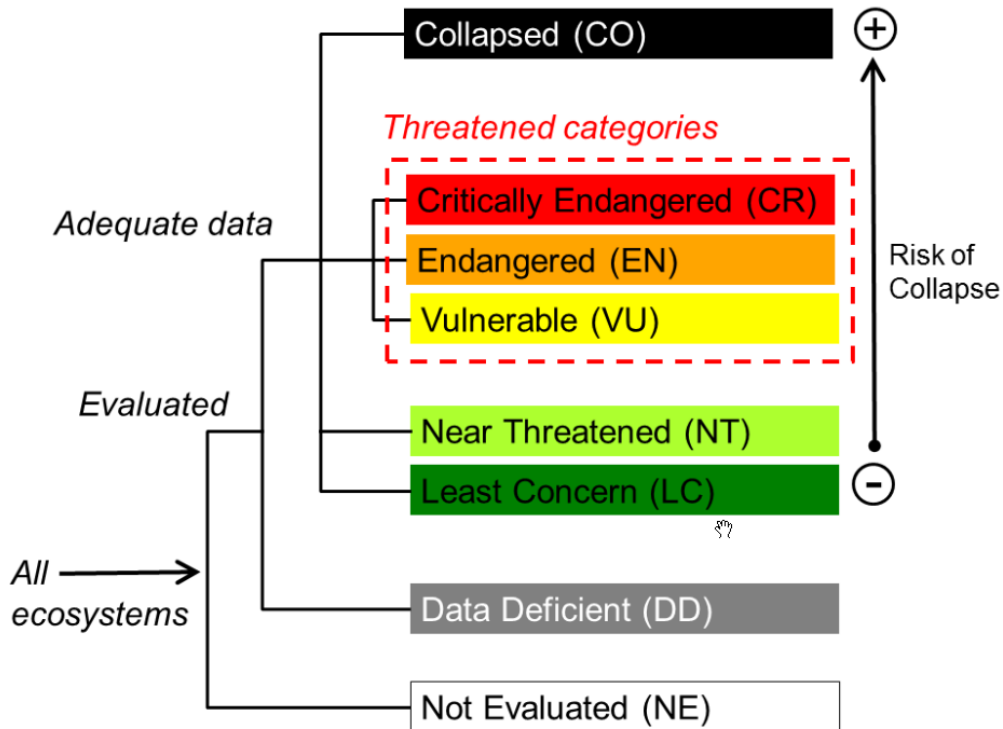 Collapsed (CO)
+
Threatened categories
Critically Endangered (CR)
Adequate data
Endangered (EN)
Risk of
Collapse
Vulnerable (VU)
Evaluated
Near Threatened (NT)
Least Concern (LC)
-
All
ecosystems
Data Deficient (DD)
Not Evaluated (NE)